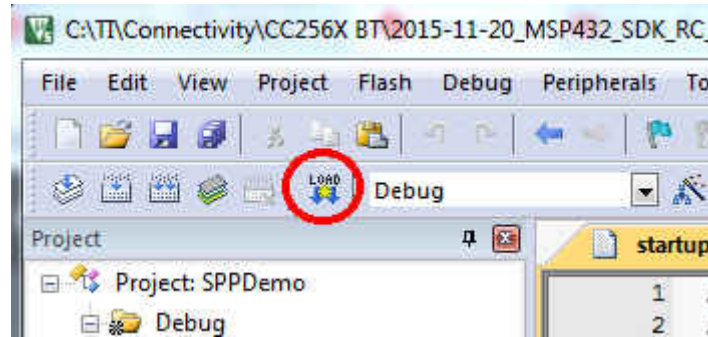 C:\TI\Connectivity\CC256X BT\2015-11-20_MSP432_SDK_RC_
File Edit View Project Flash Debug Peripherals To
LOAD Debug
Project
startup
Project: SPPDemo
1
Debug
2